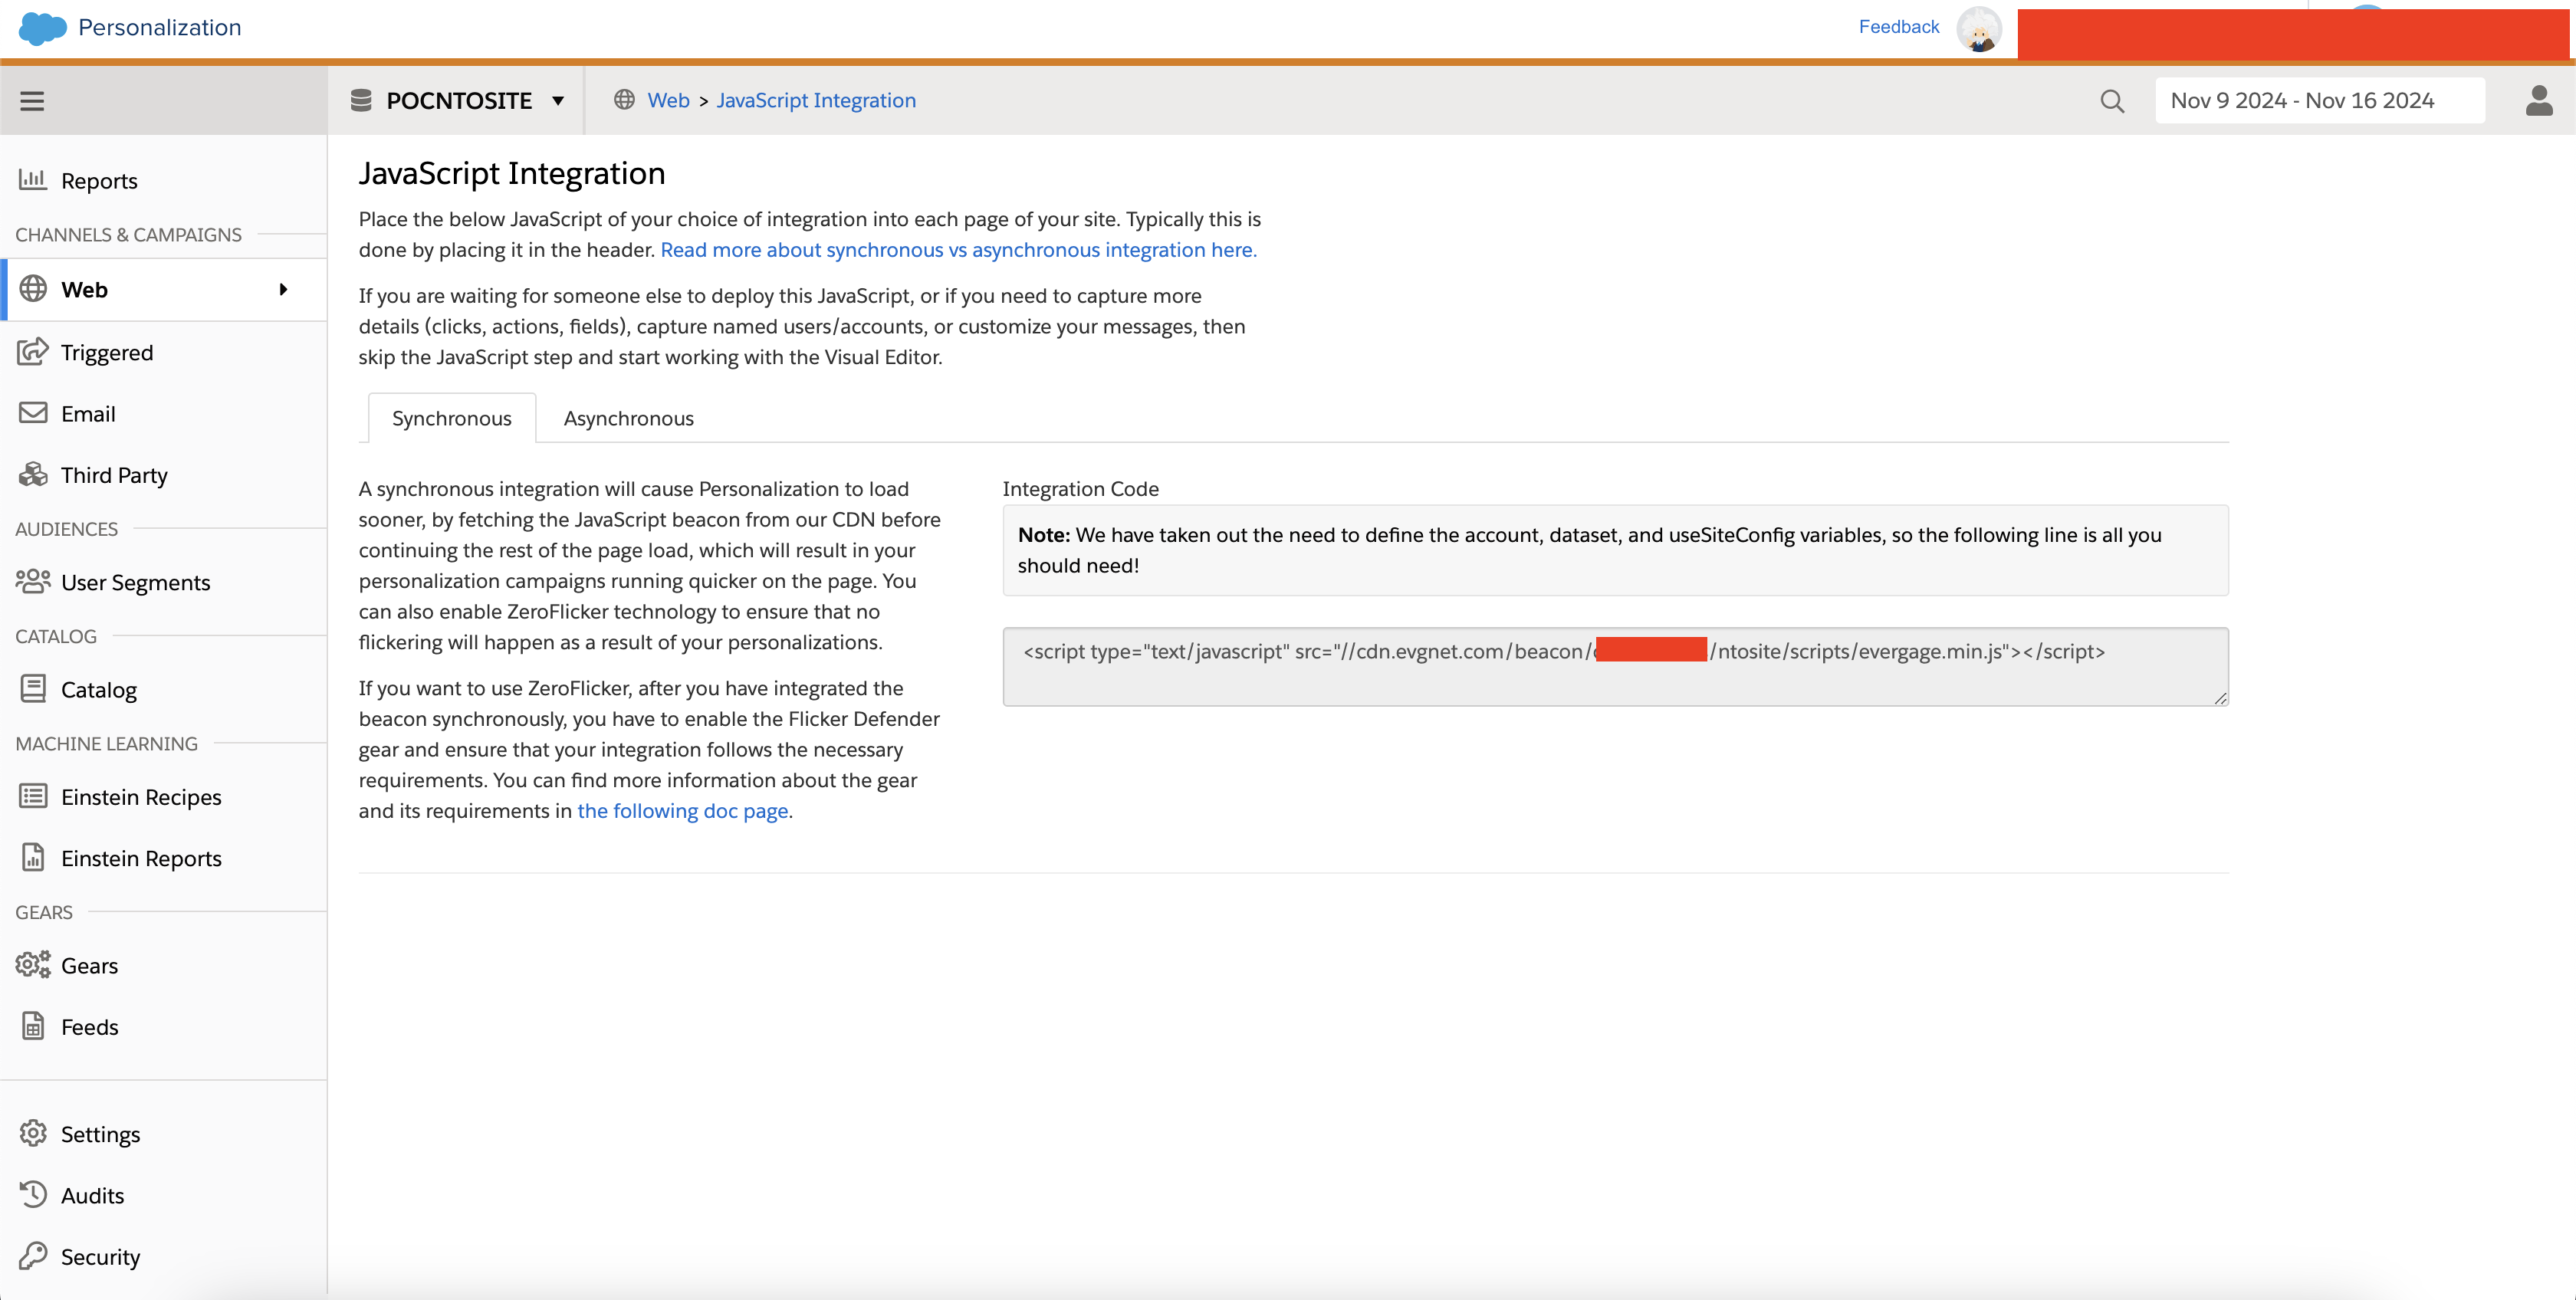 Personalization
Feedback
POCNTOSITE
Web > JavaScript Integration
Nov 9 2024 - Nov 16 2024
Reports
CHANNELS & CAMPAIGNS
Web
Triggered
Email
Third Party
AUDIENCES
User Segments
CATALOG
Catalog
MACHINE LEARNING
Einstein Recipes
Einstein Reports
GEARS
Gears
Feeds
Settings
Audits
Security
JavaScript Integration
Place the below JavaScript of your choice of integration into each page of your site. Typically this is
done by placing it in the header. Read more about synchronous vs asynchronous integration here.
If you are waiting for someone else to deploy this JavaScript, or if you need to capture more
details (clicks, actions, fields), capture named users/accounts, or customize your messages, then
skip the JavaScript step and start working with the Visual Editor.
Synchronous
Asynchronous
A synchronous integration will cause Personalization to load
sooner, by fetching the JavaScript beacon from our CDN before
continuing the rest of the page load, which will result in your
personalization campaigns running quicker on the page. You
can also enable ZeroFlicker technology to ensure that no
flickering will happen as a result of your personalizations.
If you want to use ZeroFlicker, after you have integrated the
beacon synchronously, you have to enable the Flicker Defender
gear and ensure that your integration follows the necessary
requirements. You can find more information about the gear
and its requirements in the following doc page.
Integration Code
Note: We have taken out the need to define the account, dataset, and useSiteConfig variables, so the following line is all you
should need!
<script type="text/javascript" src="//cdn.evgnet.com/beacon/ /ntosite/scripts/evergage.min.js"></script>